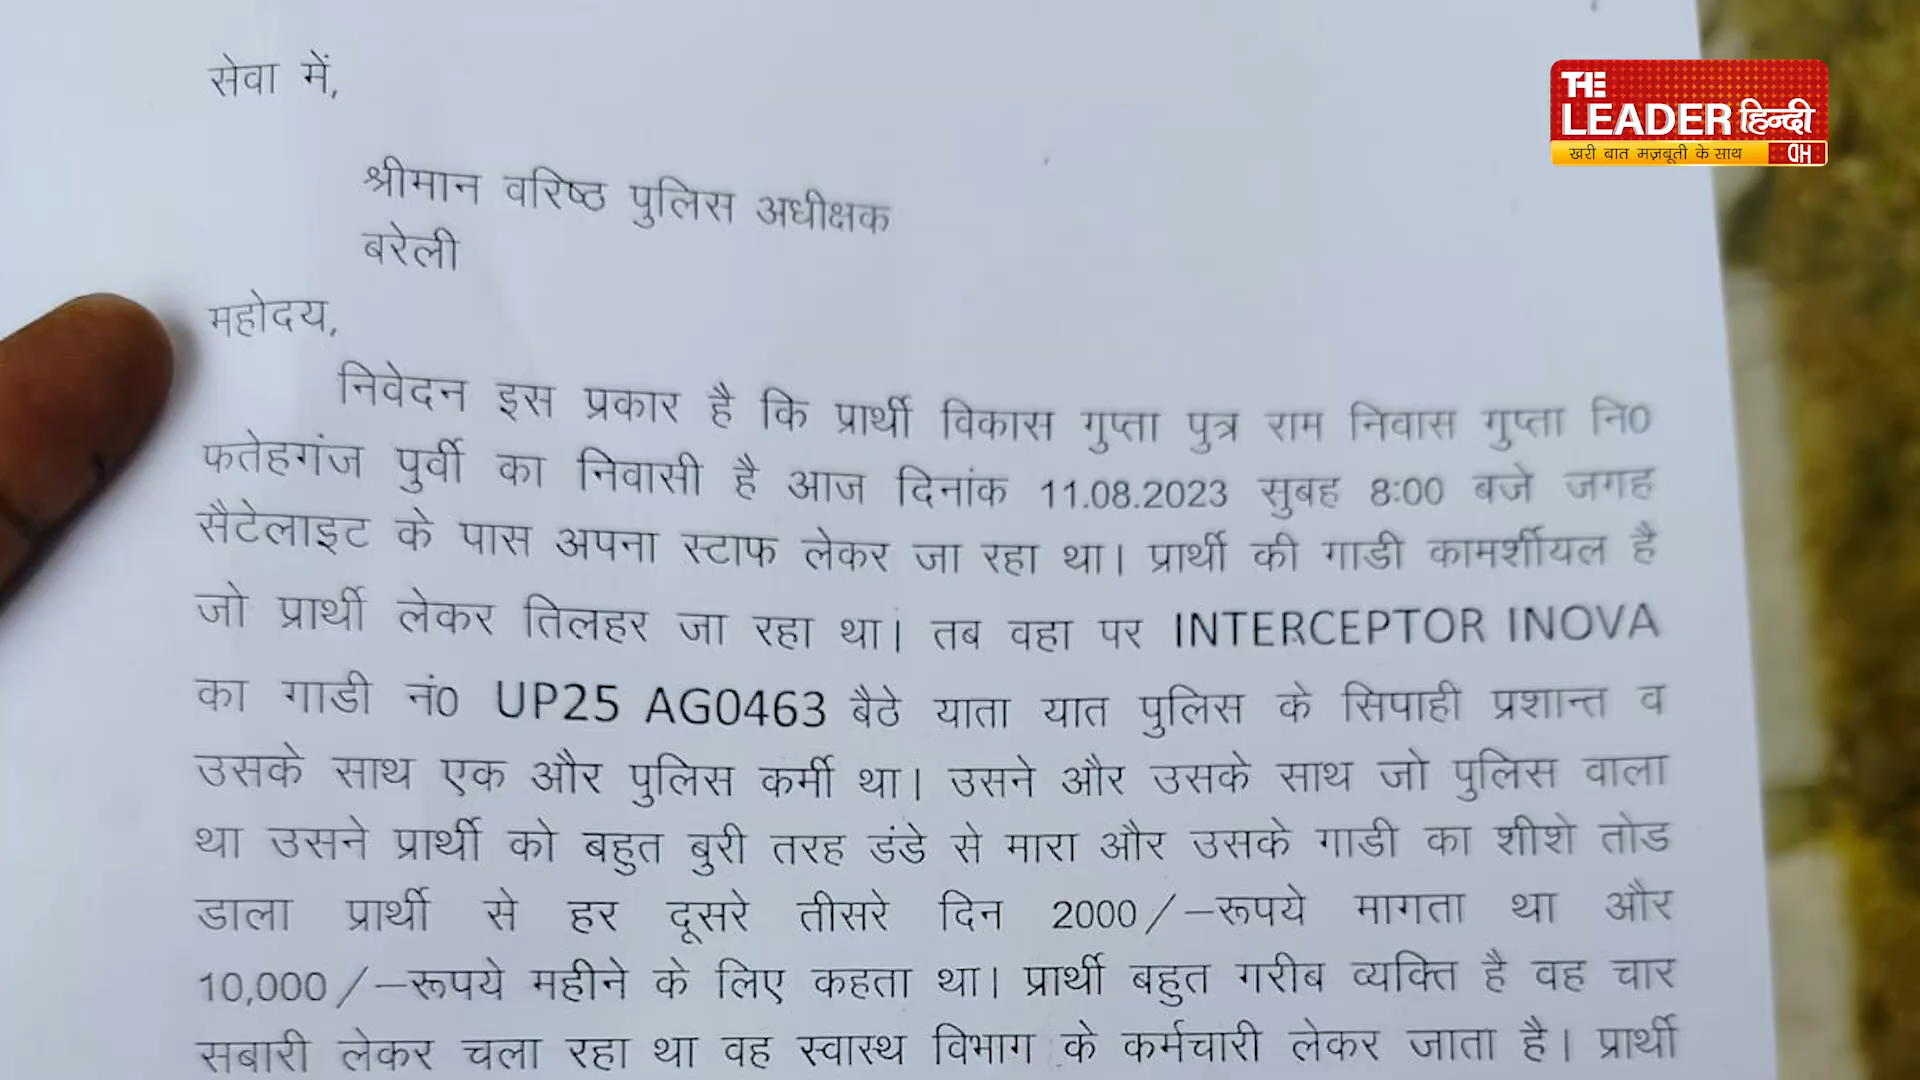 सेवा में,
THE
LEADER हिन्दी
खरी बात मज़बूती के साथ HD
श्रीमान वरिष्ठ पुलिस अधीक्षक
बरेली
महोदय,
निवेदन इस प्रकार है कि प्रार्थी विकास गुप्ता पुत्र राम निवास गुप्ता नि0
फतेहगंज पुर्वी का निवासी है आज दिनांक 11.08.2023 सुबह 8:00 बजे जगह
सैटेलाइट के पास अपना स्टाफ लेकर जा रहा था। प्रार्थी की गाडी कामर्शीयल है
जो प्रार्थी लेकर तिलहर जा रहा था। तब वहा पर INTERCEPTOR INOVA
का गाडी नं0 UP25 AG0463 बैठे याता यात पुलिस के सिपाही प्रशान्त व
उसके साथ एक और पुलिस कर्मी था। उसने और उसके साथ जो पुलिस वाला
था उसने प्रार्थी को बहुत बुरी तरह डंडे से मारा और उसके गाडी का शीशे तोड
डाला प्रार्थी से हर दूसरे तीसरे दिन 2000/–रूपये मागता था और
10,000/–रूपये महीने के लिए कहता था। प्रार्थी बहुत गरीब व्यक्ति है वह चार
सबारी लेकर चला रहा था वह स्वास्थ विभाग के कर्मचारी लेकर जाता है। प्रार्थी